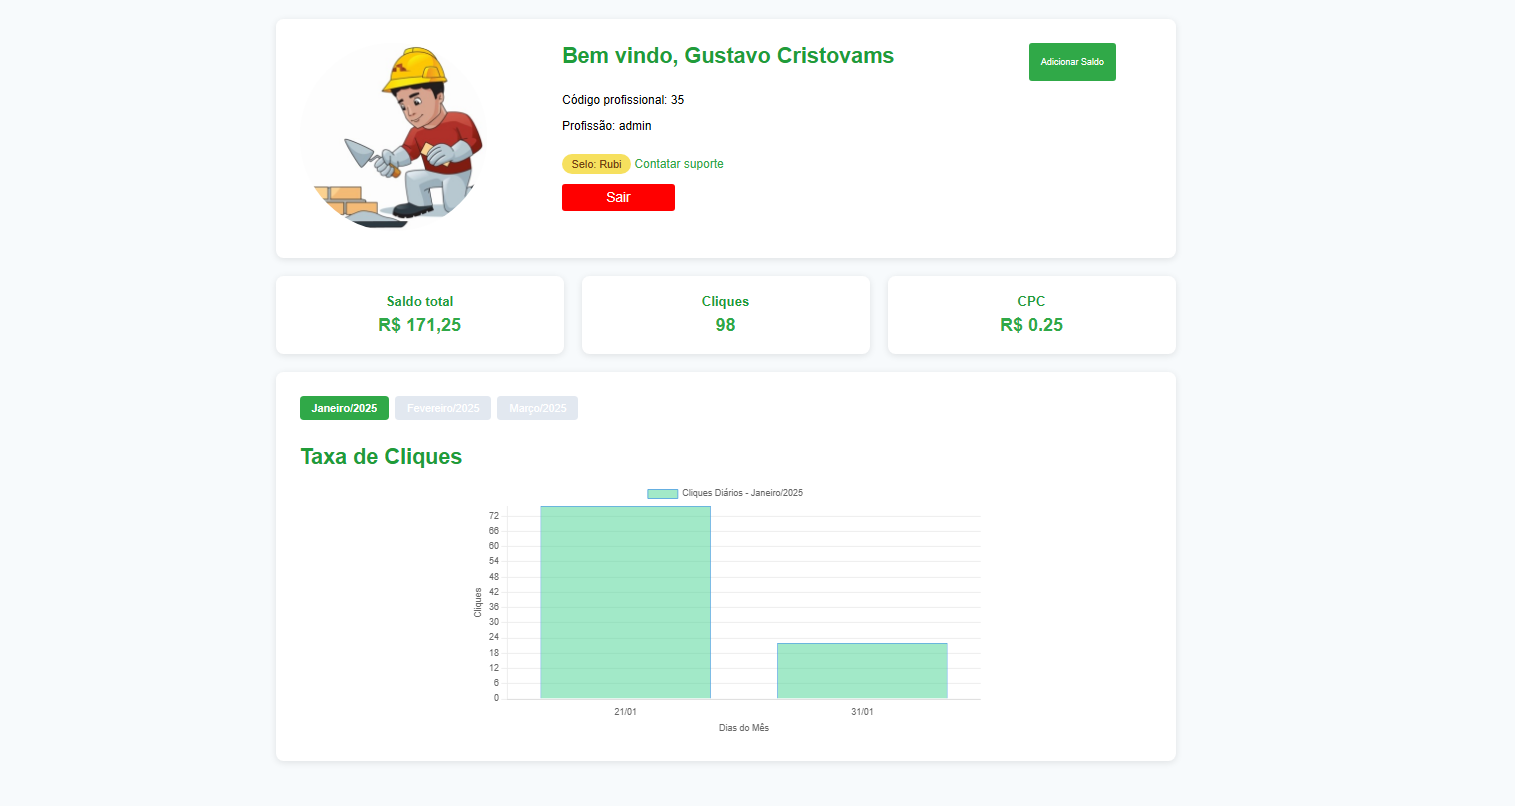 Bem vindo, Gustavo Cristovams
Adicionar Saldo
Código profissional: 35
Profissão: admin
Selo: Rubi Contatar suporte
Sair
Saldo total
R$ 171,25
Cliques
98
CPC
R$ 0.25
Janeiro/2025 Fevereiro/2025 Março/2025
Taxa de Cliques
Cliques Diários - Janeiro/2025
72
66
60
54
48
42
36
30
24
18
12
6
0
Cliques
21/01 31/01
Dias do Mês